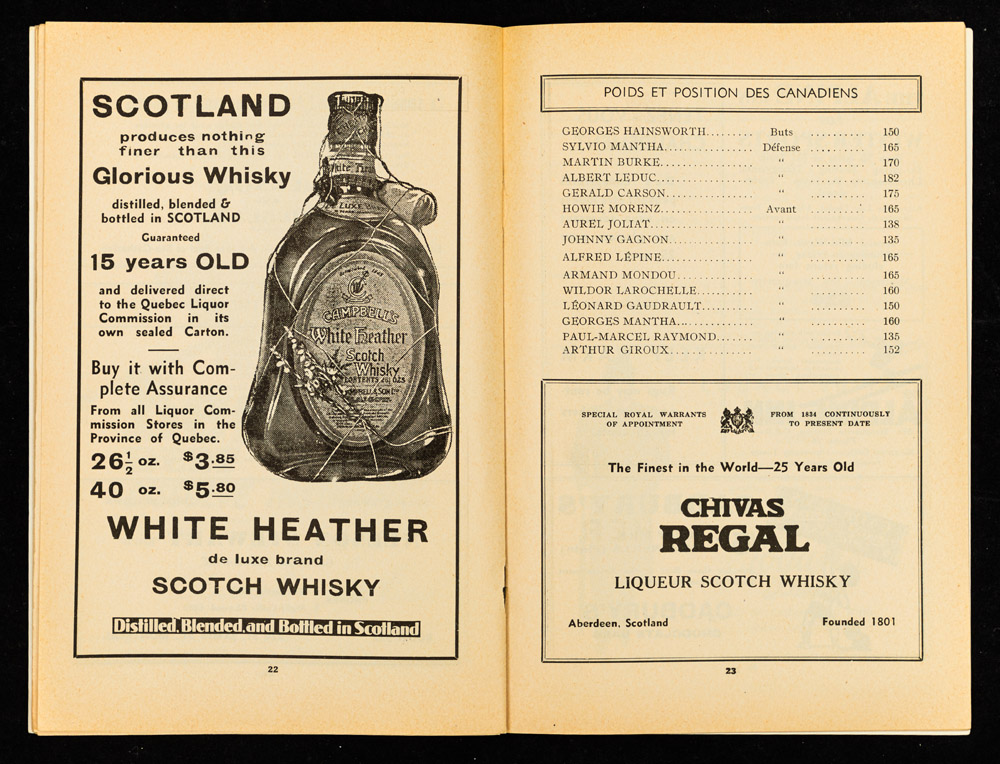 SCOTLAND
produces nothing
finer than this
Glorious Whisky
distilled, blended &
bottled in SCOTLAND
Guaranteed
15 years OLD
and delivered direct
to the Quebec Liquor
Commission in its
own sealed Carton.
Buy it with Com-
plete Assurance
From all Liquor Com-
mission Stores in the
Province of Quebec.
26½ oz. $3.85
40 oz. $5.80
DE LUXE
CAMPBELL'S
White Heather
Scotch
Whisky
WHITE HEATHER
de luxe brand
SCOTCH WHISKY
Distilled, Blended, and Bottled in Scotland
22
POIDS ET POSITION DES CANADIENS
GEORGES HAINSWORTH......... Buts .......... 150
SYLVIO MANTHA............... Défense .......... 165
MARTIN BURKE................ " .......... 170
ALBERT LEDUC................ " .......... 182
GERALD CARSON............... " .......... 175
HOWIE MORENZ................ Avant .......... 165
AUREL JOLIAT................. " .......... 138
JOHNNY GAGNON............... " .......... 135
ALFRED LÉPINE................ " .......... 165
ARMAND MONDOU.............. " .......... 165
WILDOR LAROCHELLE.......... " .......... 160
LÉONARD GAUDRAULT......... " .......... 150
GEORGES MANTHA............. " .......... 160
PAUL-MARCEL RAYMOND....... " .......... 135
ARTHUR GIROUX............... " .......... 152
SPECIAL ROYAL WARRANTS
OF APPOINTMENT
FROM 1834 CONTINUOUSLY
TO PRESENT DATE
The Finest in the World—25 Years Old
CHIVAS
REGAL
LIQUEUR SCOTCH WHISKY
Aberdeen, Scotland Founded 1801
23